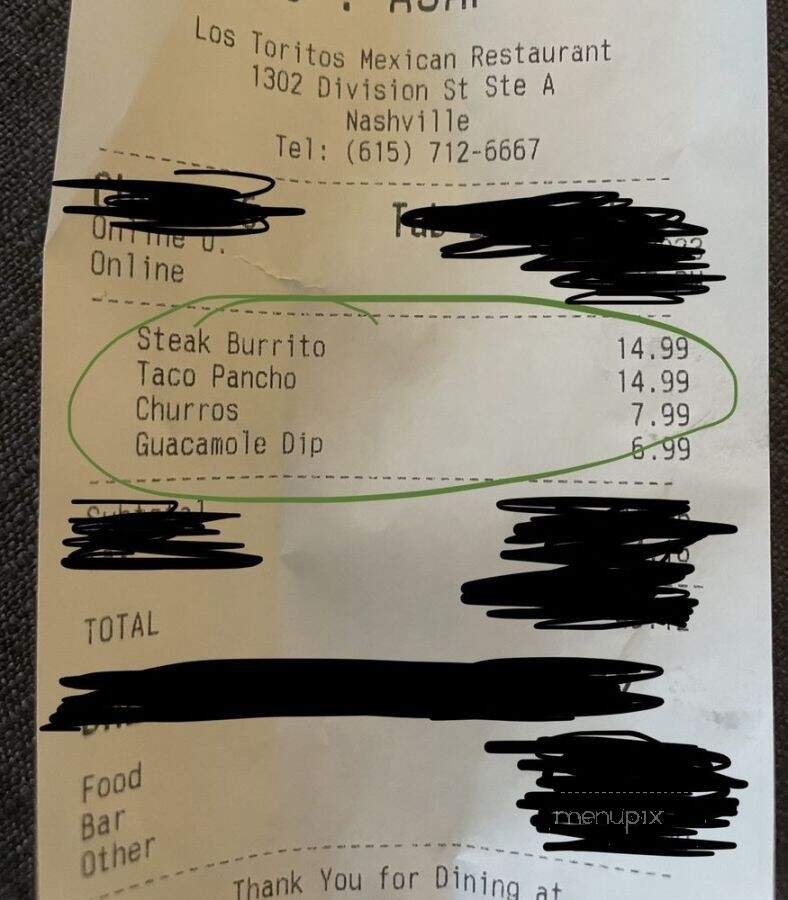 Los Toritos Mexican Restaurant
1302 Division St Ste A
Nashville
Tel: (615) 712-6667
Online O.
Online
Steak Burrito 14.99
Taco Pancho 14.99
Churros 7.99
Guacamole Dip 6.99
Subtotal
TOTAL
Food
Bar
Other
menupix
Thank You for Dining at